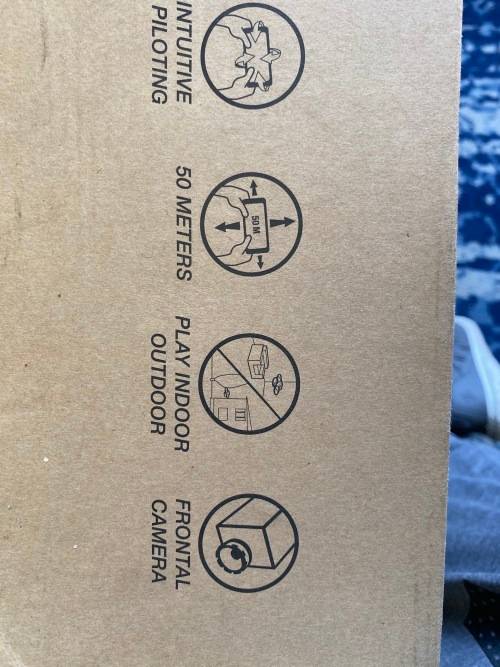 INTUITIVE
PILOTING
50 M
50 METERS
PLAY INDOOR
OUTDOOR
FRONTAL
CAMERA